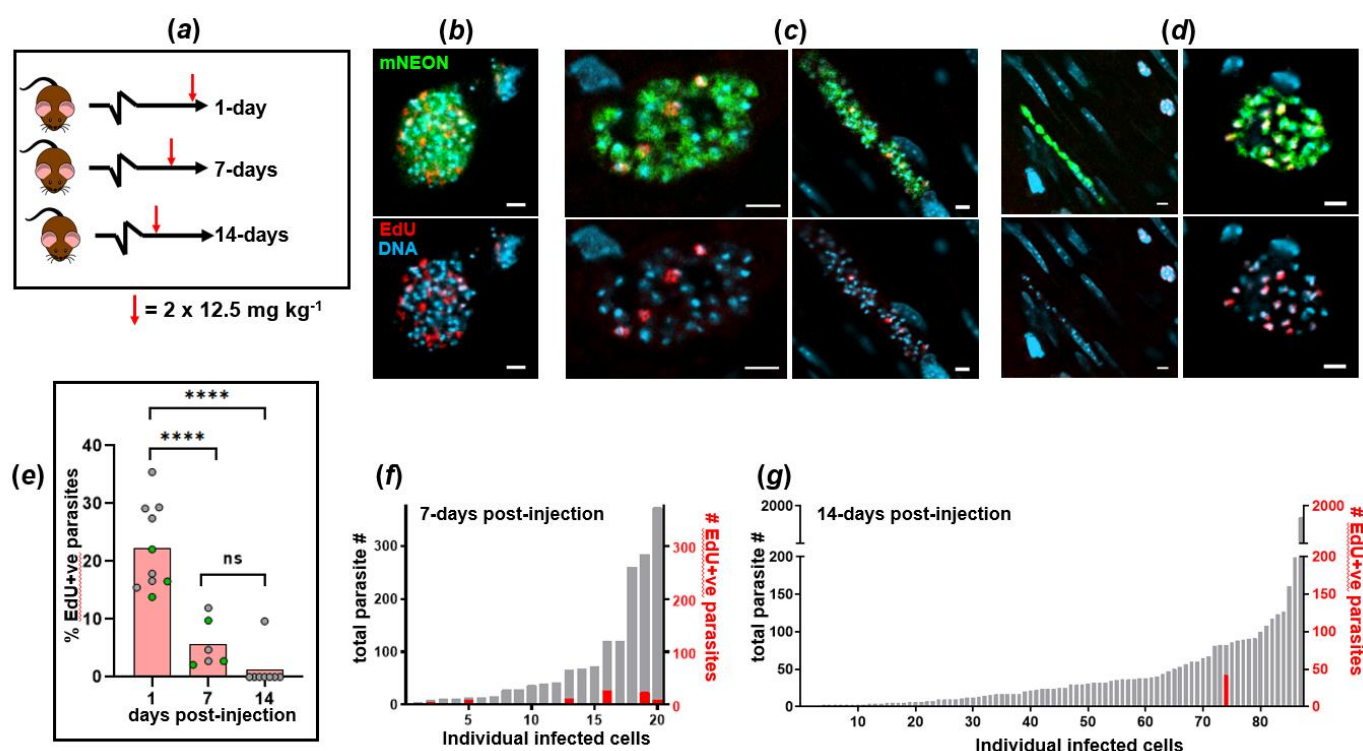 (a)
1-day
7-days
14-days
= 2 x 12.5 mg kg-1
(b)
mNEON
EdU
DNA
(c)
(d)
(e)
% EdU+ve parasites
40
30
20
10
0
****
****
ns
1 7 14
days post-injection
(f)
7-days post-injection
total parasite #
300
200
100
0
# EdU+ve parasites
300
200
100
0
5 10 15 20
Individual infected cells
(g)
14-days post-injection
total parasite #
2000
200
150
100
50
0
# EdU+ve parasites
2000
200
150
100
50
0
10 20 30 40 50 60 70 80
Individual infected cells